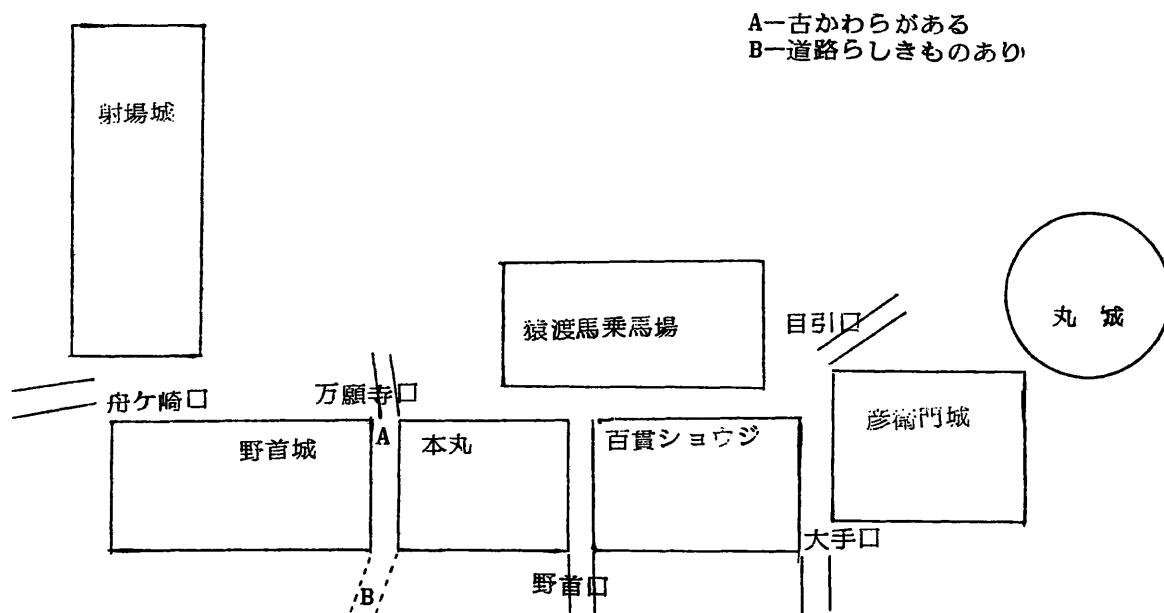 A—古かわらがある
B—道路らしきものあり
射場城
猿渡馬乗馬場
目引口
丸 城
舟ケ崎口
万願寺口
野首城
A
本丸
百貫ショウジ
彦衛門城
大手口
野首口
B